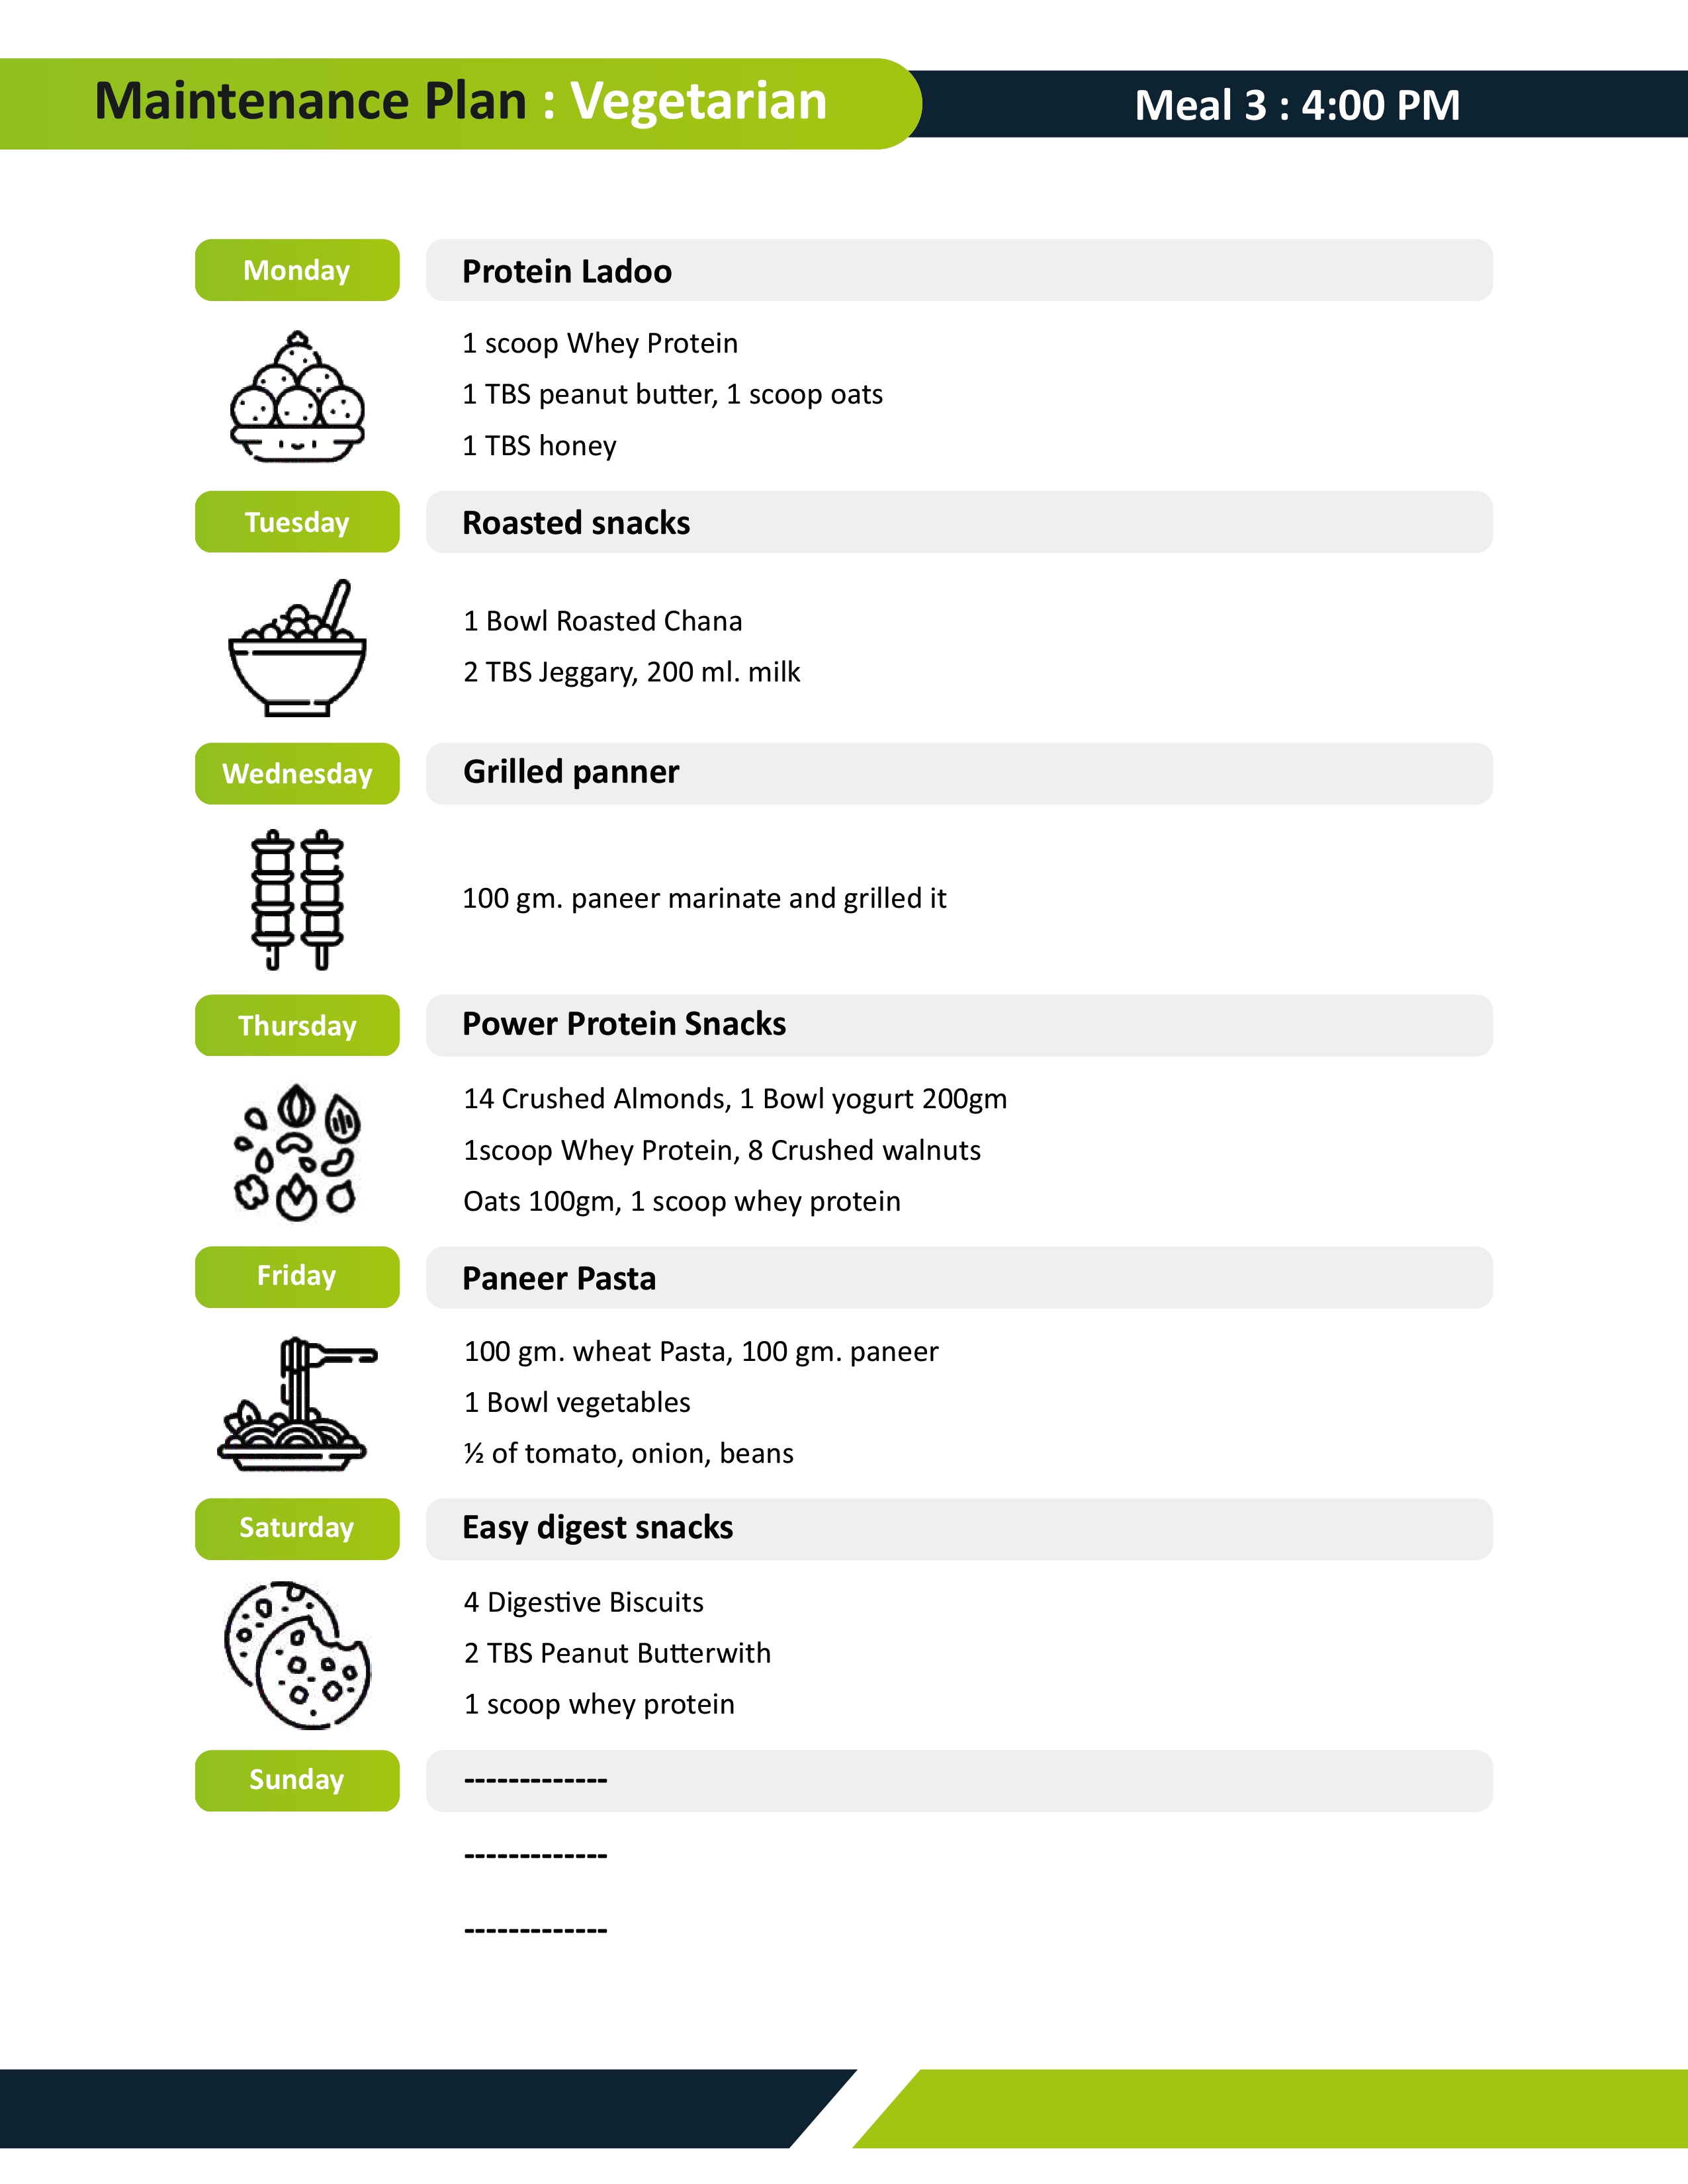 Maintenance Plan : Vegetarian
Meal 3 : 4:00 PM
Monday
Protein Ladoo
1 scoop Whey Protein
1 TBS peanut butter, 1 scoop oats
1 TBS honey
Tuesday
Roasted snacks
1 Bowl Roasted Chana
2 TBS Jeggary, 200 ml. milk
Wednesday
Grilled panner
100 gm. paneer marinate and grilled it
Thursday
Power Protein Snacks
14 Crushed Almonds, 1 Bowl yogurt 200gm
1scoop Whey Protein, 8 Crushed walnuts
Oats 100gm, 1 scoop whey protein
Friday
Paneer Pasta
100 gm. wheat Pasta, 100 gm. paneer
1 Bowl vegetables
½ of tomato, onion, beans
Saturday
Easy digest snacks
4 Digestive Biscuits
2 TBS Peanut Butterwith
1 scoop whey protein
Sunday
-------------
-------------
-------------